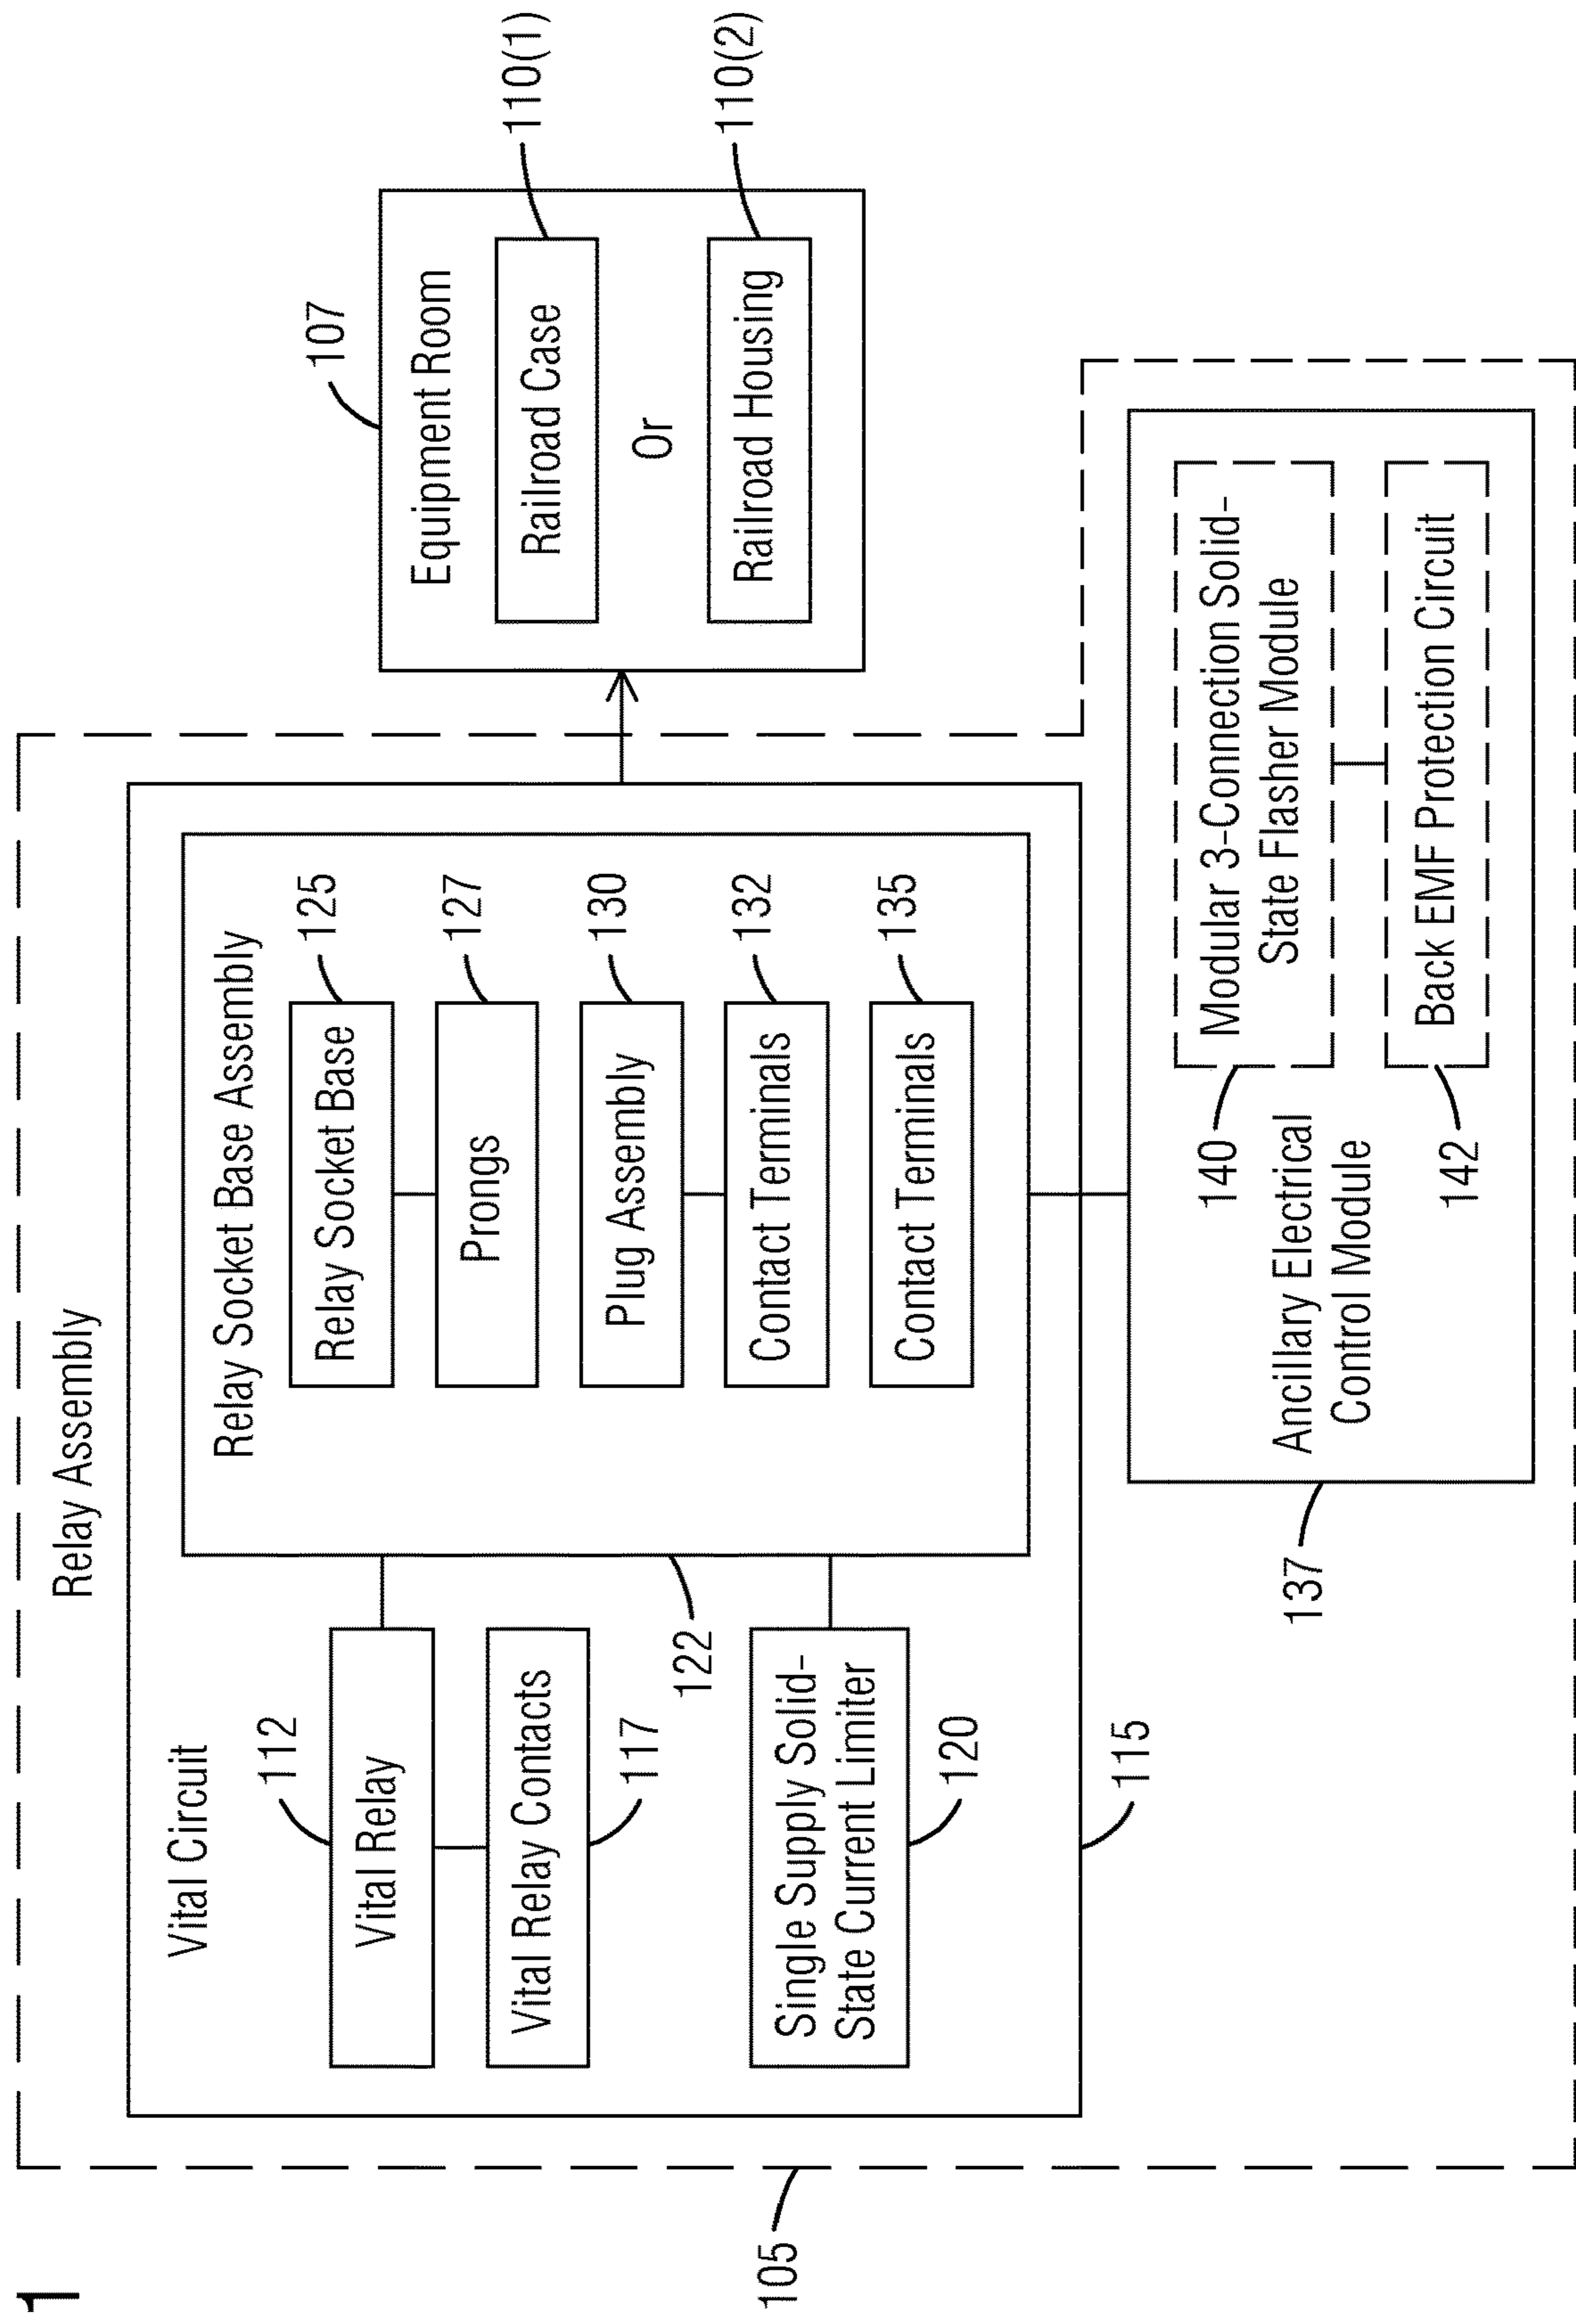 1
Relay Assembly
105
Vital Circuit
115
112
Vital Relay
Vital Relay Contacts
117
Single Supply Solid-
State Current Limiter
120
Relay Socket Base Assembly
122
Relay Socket Base
125
Prongs
127
Plug Assembly
130
Contact Terminals
132
Contact Terminals
135
107
Equipment Room
Railroad Case
110(1)
Or
Railroad Housing
110(2)
137
Ancillary Electrical
Control Module
140
Modular 3-Connection Solid-
State Flasher Module
142
Back EMF Protection Circuit